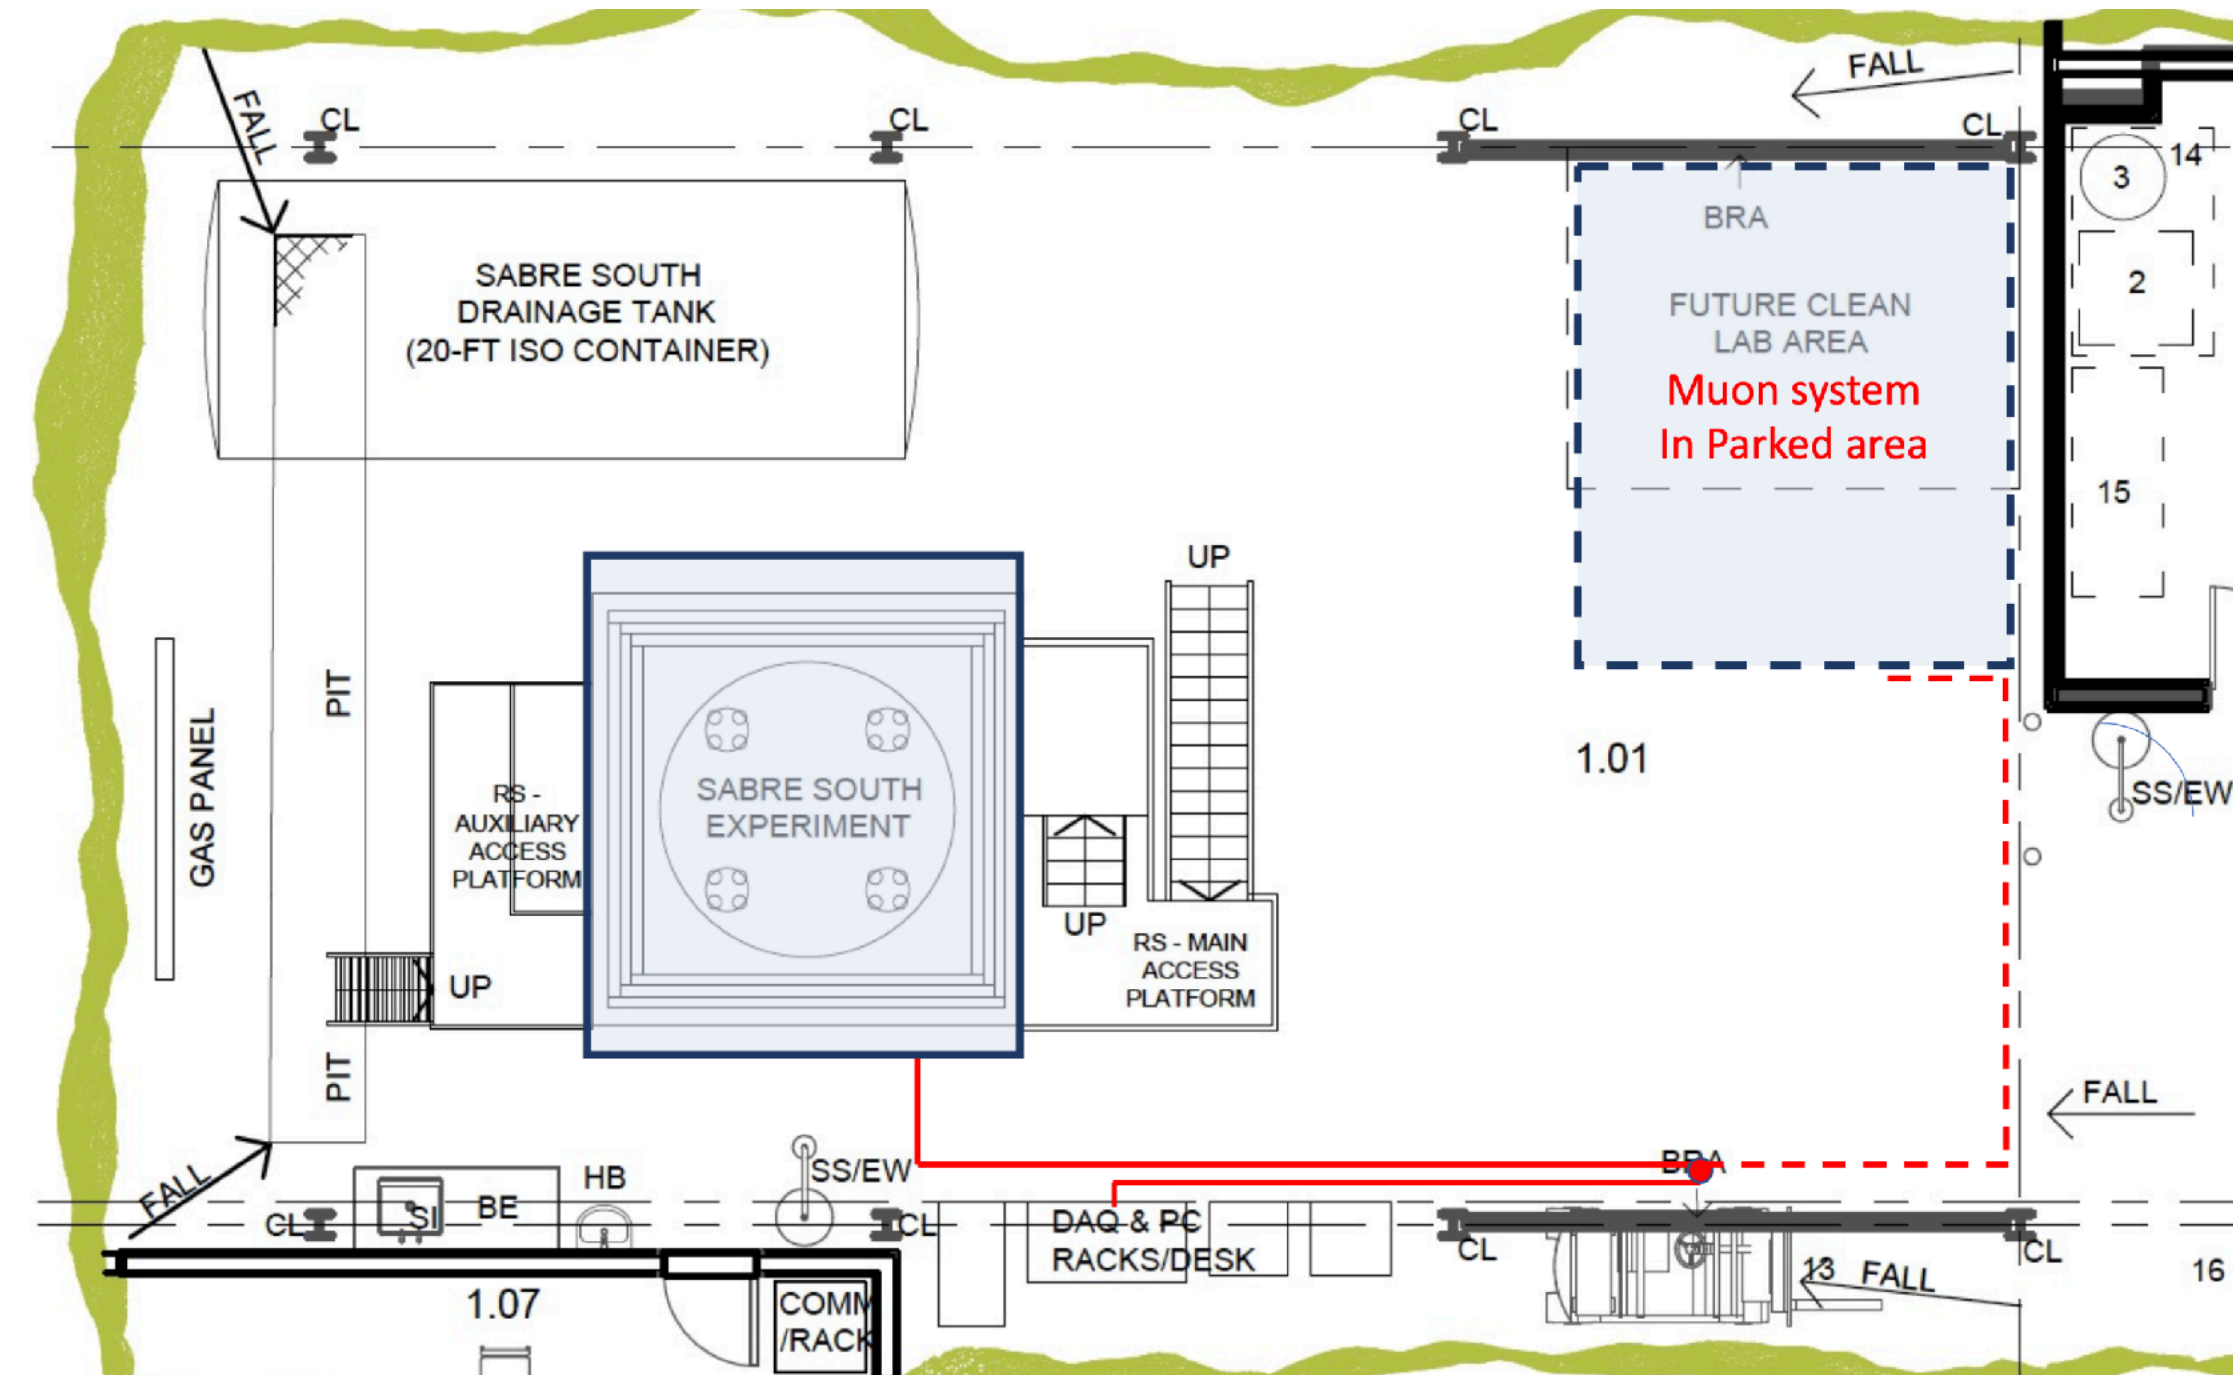 FALL
CL
CL
CL
CL
FALL
3
14
BRA
2
SABRE SOUTH
DRAINAGE TANK
(20-FT ISO CONTAINER)
FUTURE CLEAN
LAB AREA
Muon system
In Parked area
15
UP
PIT
GAS PANEL
RS -
AUXILIARY
ACCESS
PLATFORM
SABRE SOUTH
EXPERIMENT
1.01
SS/EW
UP
UP
RS - MAIN
ACCESS
PLATFORM
PIT
FALL
FALL
HB
SS/EW
BRA
CL
SI
BE
CL
DAQ & PC
RACKS/DESK
CL
CL
13
FALL
16
1.07
COMM
/RACK